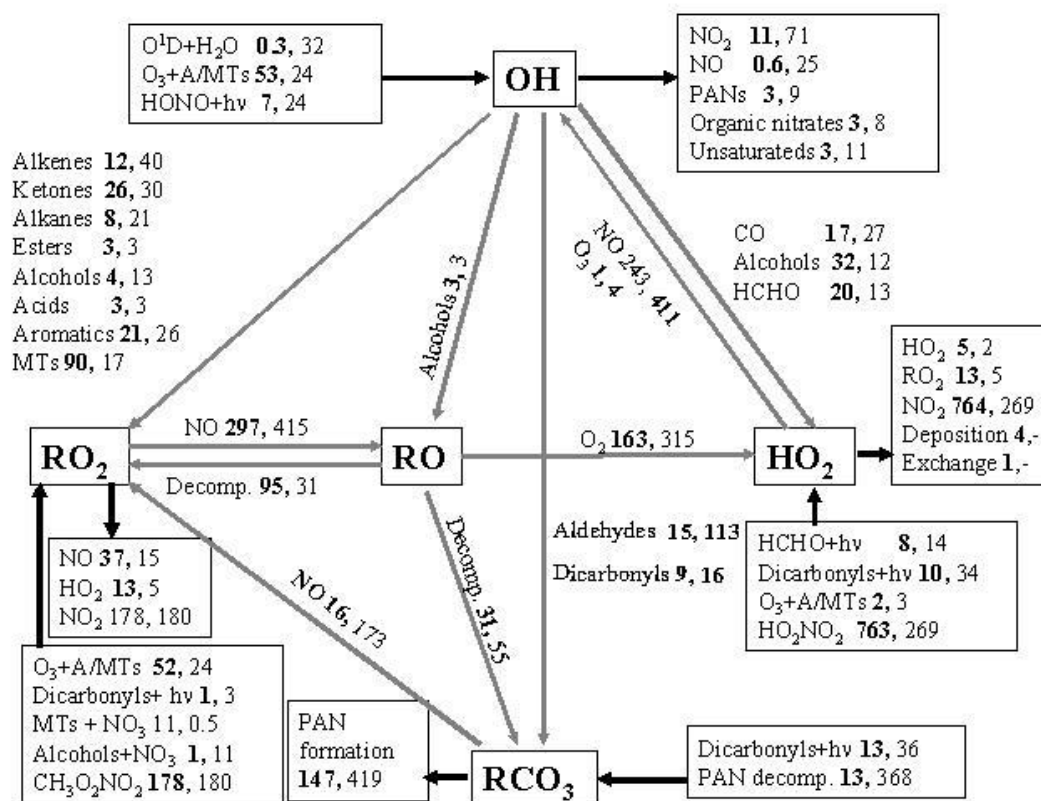 O¹D+H₂O 0.3, 32
O₃+A/MTs 53, 24
HONO+hν 7, 24
OH
NO₂ 11, 71
NO 0.6, 25
PANs 3, 9
Organic nitrates 3, 8
Unsaturateds 3, 11
Alkenes 12, 40
Ketones 26, 30
Alkanes 8, 21
Esters 3, 3
Alcohols 4, 13
Acids 3, 3
Aromatics 21, 26
MTs 90, 17
Alcohols 3, 3
NO 243, 411
O₃ 1, 4
CO 17, 27
Alcohols 32, 12
HCHO 20, 13
HO₂ 5, 2
RO₂ 13, 5
NO₂ 764, 269
Deposition 4,-
Exchange 1,-
RO₂
NO 297, 415
Decomp. 95, 31
RO
O₂ 163, 315
HO₂
NO 37, 15
HO₂ 13, 5
NO₂ 178, 180
NO 16, 173
Decomp. 31, 55
Aldehydes 15, 113
Dicarbonyls 9, 16
HCHO+hν 8, 14
Dicarbonyls+hν 10, 34
O₃+A/MTs 2, 3
HO₂NO₂ 763, 269
O₃+A/MTs 52, 24
Dicarbonyls+ hν 1, 3
MTs + NO₃ 11, 0.5
Alcohols+NO₃ 1, 11
CH₃O₂NO₂ 178, 180
PAN
formation
147, 419
RCO₃
Dicarbonyls+hν 13, 36
PAN decomp. 13, 368